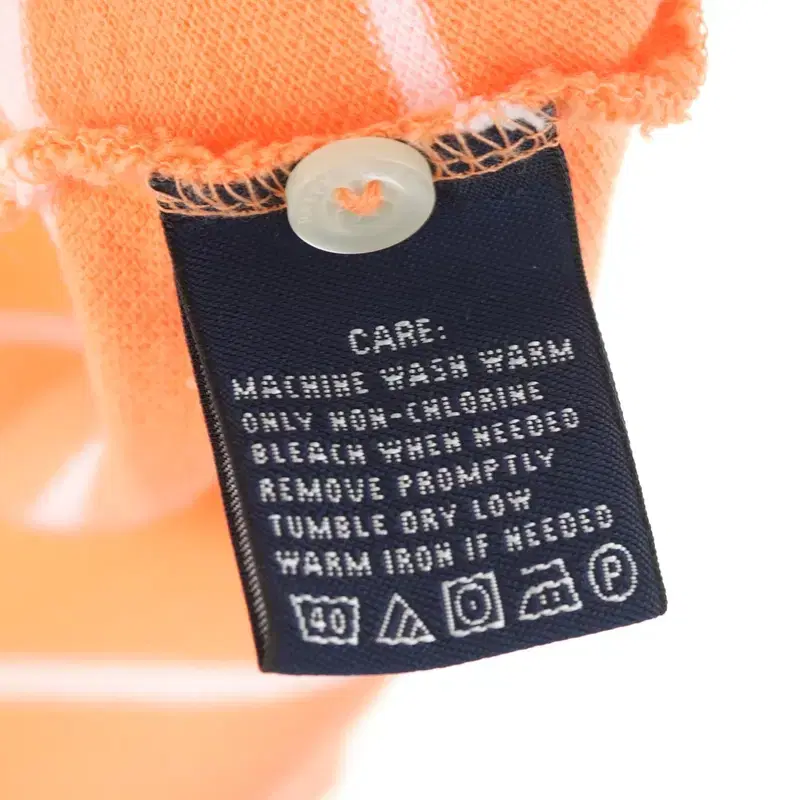 CARE:
MACHINE WASH WARM
ONLY NON-CHLORINE
BLEACH WHEN NEEDED
REMOVE PROMPTLY
TUMBLE DRY LOW
WARM IRON IF NEEDED
40 P